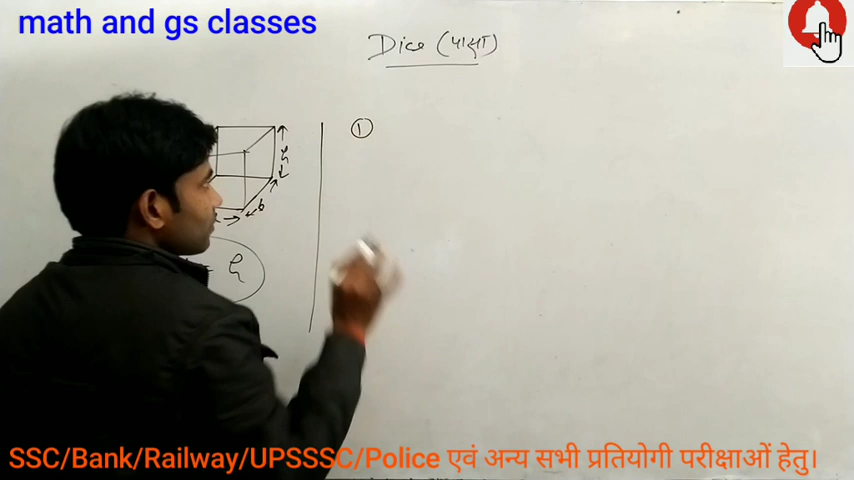 math and gs classes
Dice (पासा)
①
h
b
h
SSC/Bank/Railway/UPSSSC/Police एवं अन्य सभी प्रतियोगी परीक्षाओं हेतु।